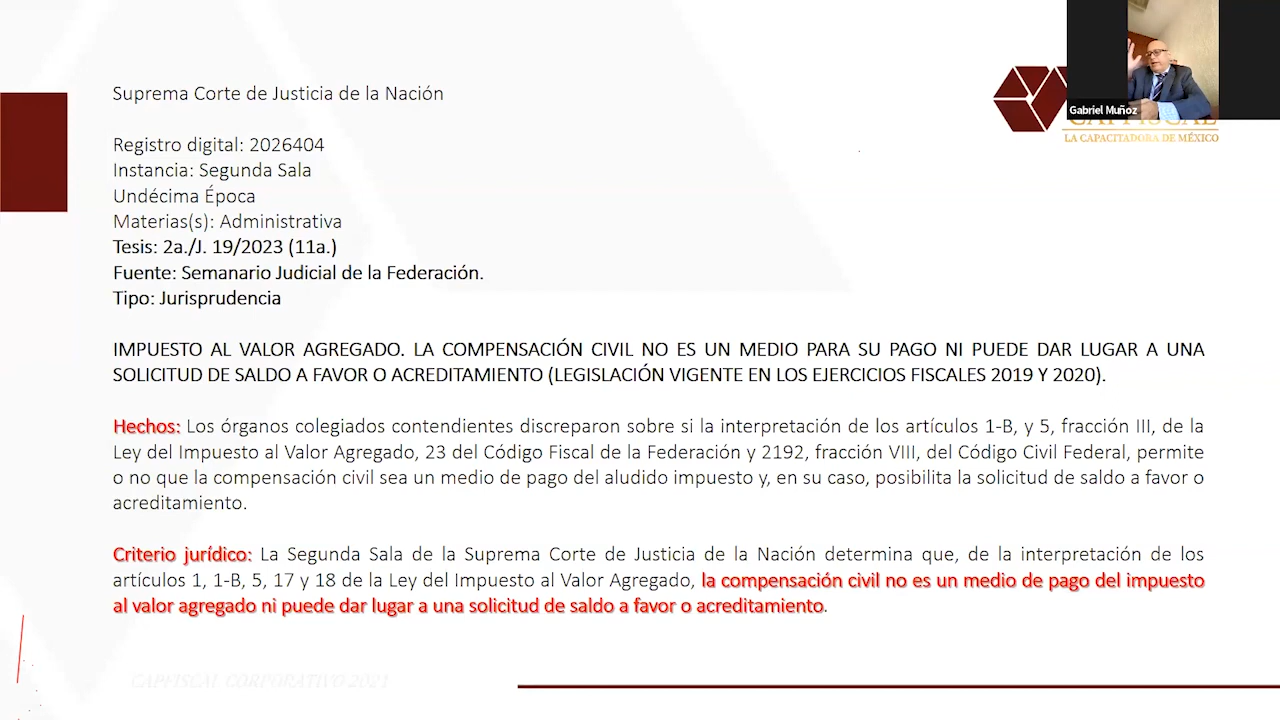 Suprema Corte de Justicia de la Nación
Gabriel Muñoz
CAPFISCAL
LA CAPACITADORA DE MÉXICO
Registro digital: 2026404
Instancia: Segunda Sala
Undécima Época
Materias(s): Administrativa
Tesis: 2a./J. 19/2023 (11a.)
Fuente: Semanario Judicial de la Federación.
Tipo: Jurisprudencia
IMPUESTO AL VALOR AGREGADO. LA COMPENSACIÓN CIVIL NO ES UN MEDIO PARA SU PAGO NI PUEDE DAR LUGAR A UNA
SOLICITUD DE SALDO A FAVOR O ACREDITAMIENTO (LEGISLACIÓN VIGENTE EN LOS EJERCICIOS FISCALES 2019 Y 2020).
Hechos: Los órganos colegiados contendientes discreparon sobre si la interpretación de los artículos 1-B, y 5, fracción III, de la
Ley del Impuesto al Valor Agregado, 23 del Código Fiscal de la Federación y 2192, fracción VIII, del Código Civil Federal, permite
o no que la compensación civil sea un medio de pago del aludido impuesto y, en su caso, posibilita la solicitud de saldo a favor o
acreditamiento.
Criterio jurídico: La Segunda Sala de la Suprema Corte de Justicia de la Nación determina que, de la interpretación de los
artículos 1, 1-B, 5, 17 y 18 de la Ley del Impuesto al Valor Agregado, la compensación civil no es un medio de pago del impuesto
al valor agregado ni puede dar lugar a una solicitud de saldo a favor o acreditamiento.
CAPFISCAL CORPORATIVO 2021